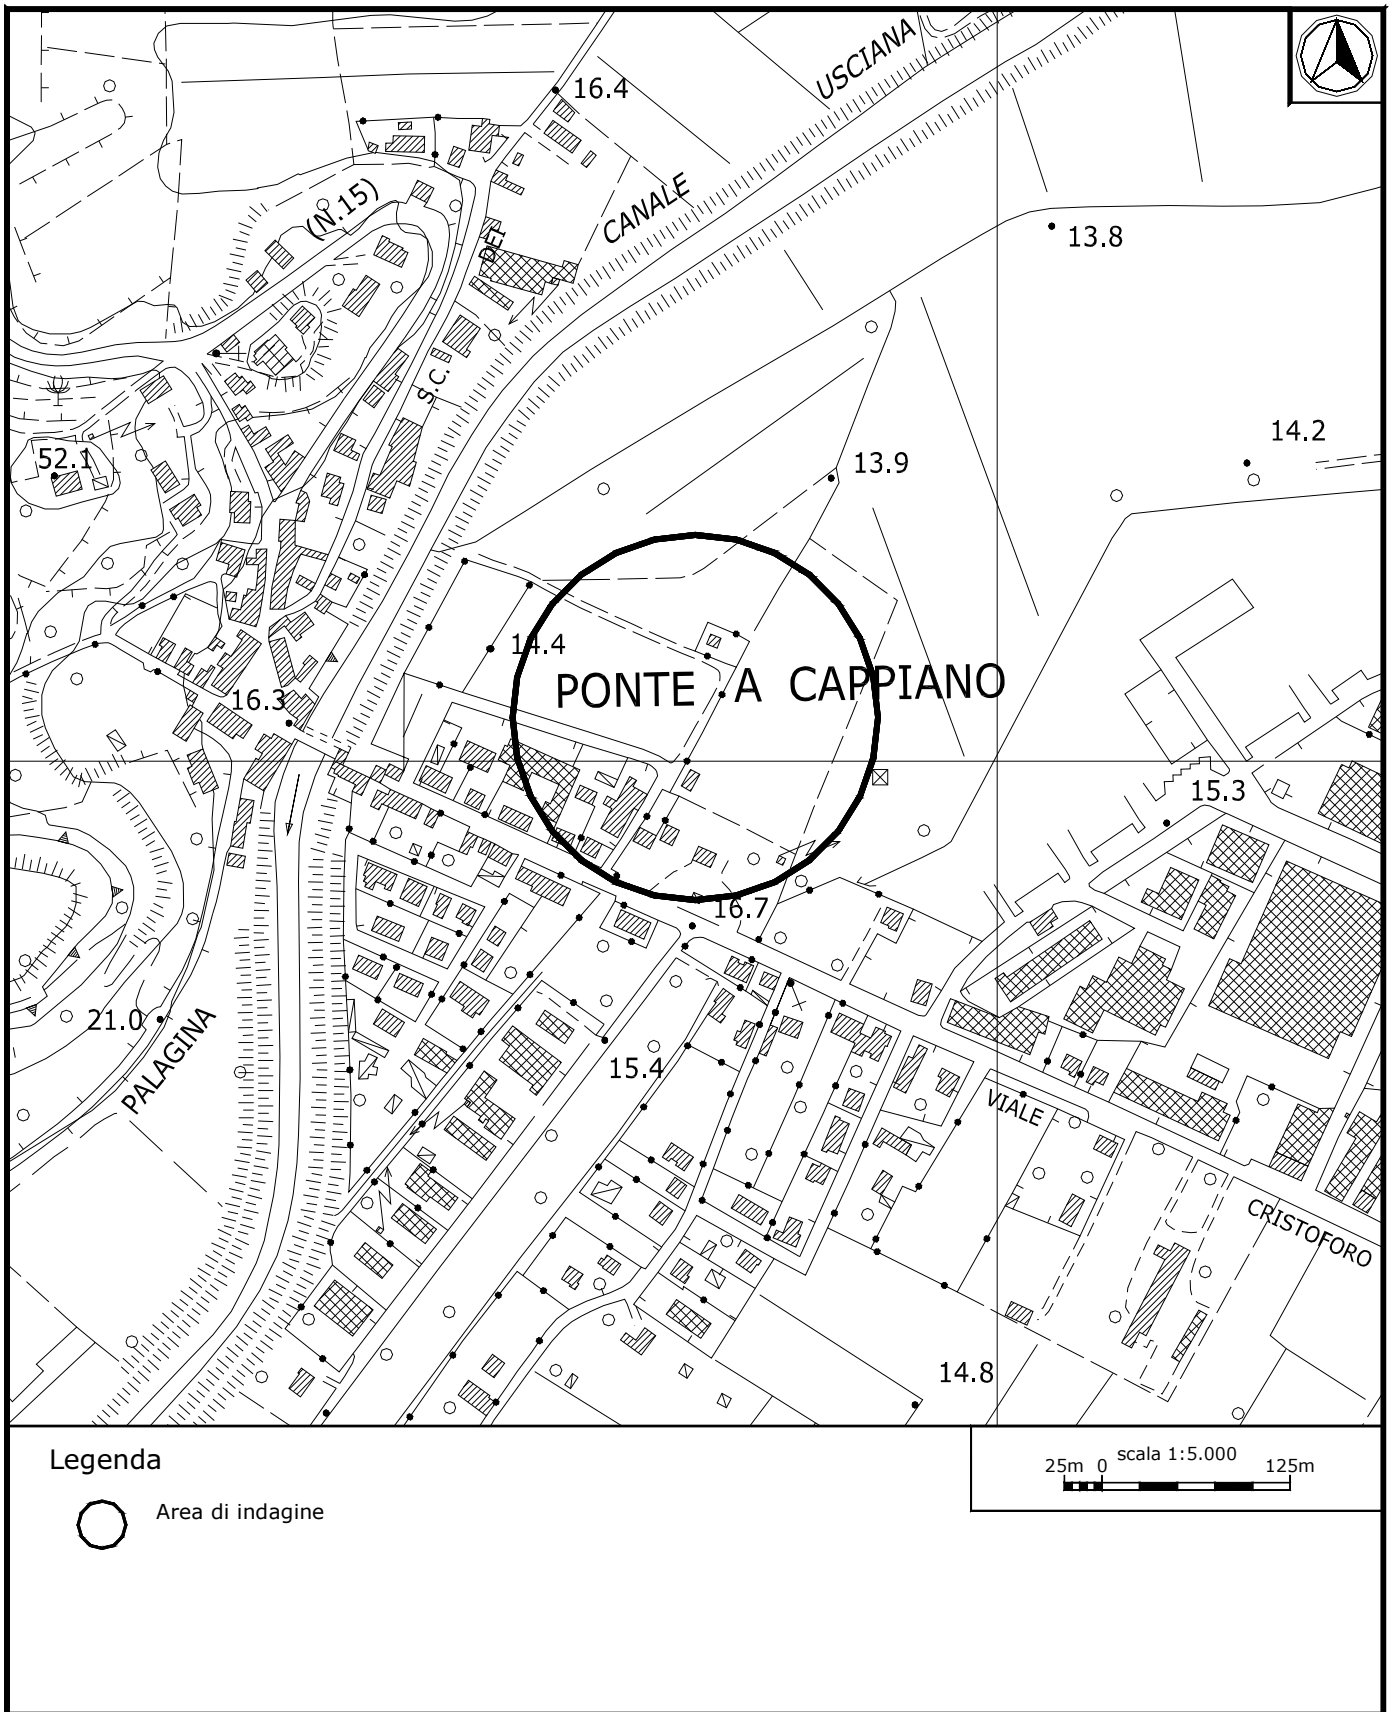 16.4
USCIANA
CANALE
(N.15)
DEI
13.8
S.C.
14.2
52.1
13.9
14.4
PONTE A CAPPIANO
16.3
15.3
16.7
21.0
PALAGINA
15.4
VIALE
CRISTOFORO
14.8
Legenda
Area di indagine
scala 1:5.000
25m 0 125m